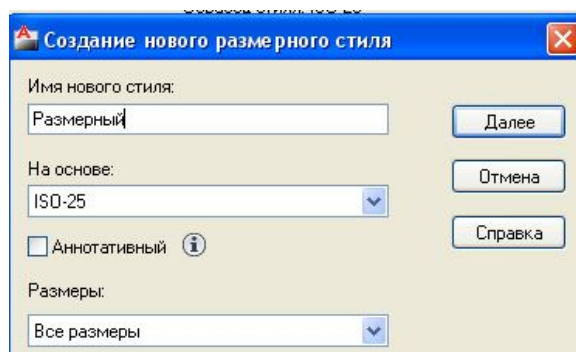 Создание нового размерного стиля
Имя нового стиля:
Размерный
Далее
На основе:
ISO-25
Отмена
Аннотативный
Справка
Размеры:
Все размеры